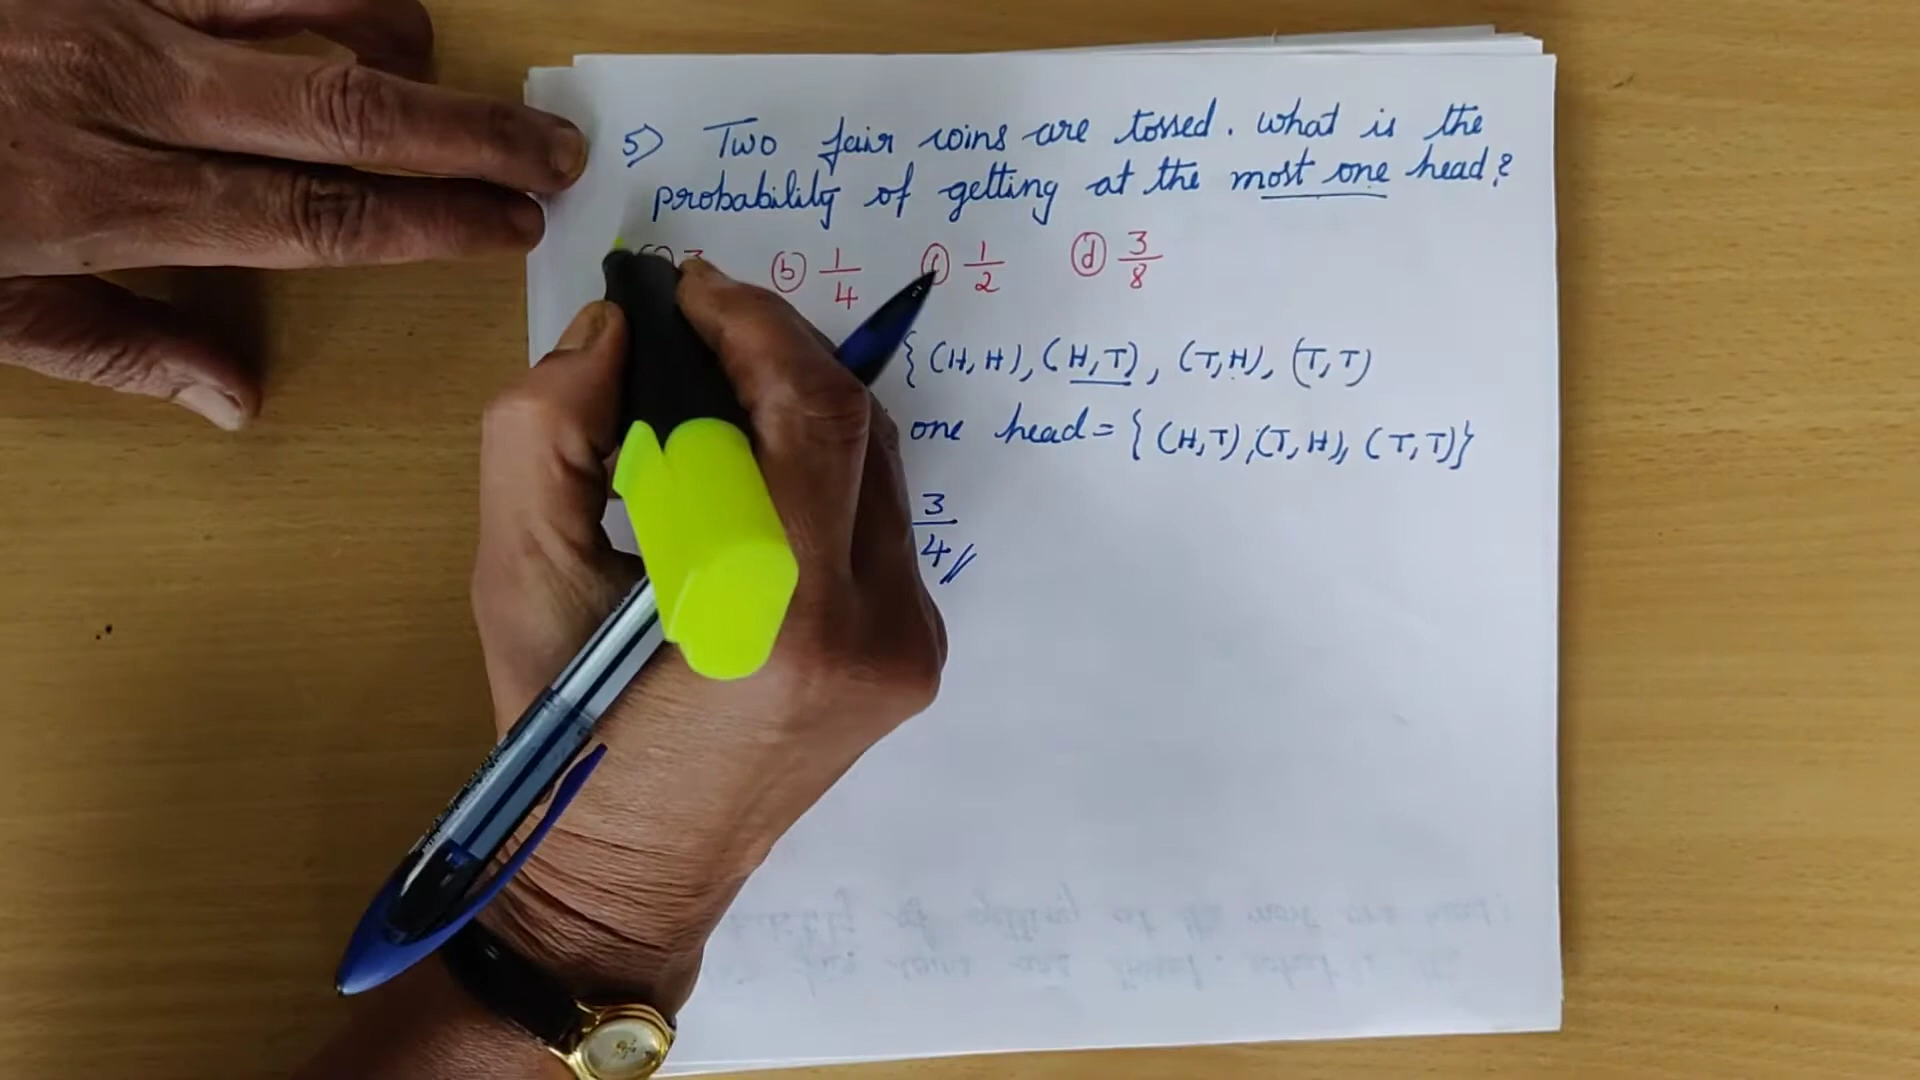 5) Two fair coins are tossed. What is the
probability of getting at the most one head?
3 (b) 1/4 (c) 1/2 (d) 3/8
{ (H, H), (H, T), (T, H), (T, T)
one head = { (H, T), (T, H), (T, T)}
3/4 //